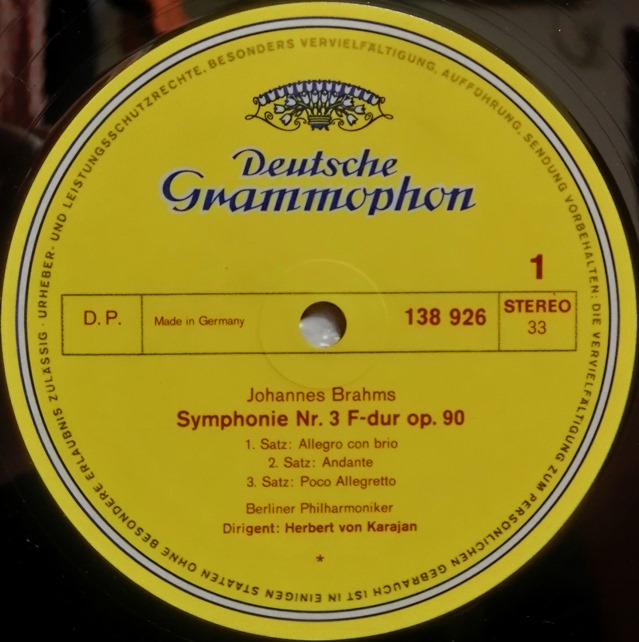 Deutsche
Grammophon
1
D. P.
Made in Germany
138 926
STEREO
33
Johannes Brahms
Symphonie Nr. 3 F-dur op. 90
1. Satz: Allegro con brio
2. Satz: Andante
3. Satz: Poco Allegretto
Berliner Philharmoniker
Dirigent: Herbert von Karajan
*
URHEBER- UND LEISTUNGSSCHUTZRECHTE, BESONDERS VERVIELFÄLTIGUNG, AUFFÜHRUNG, SENDUNG VORBEHALTEN: DIE VERVIELFÄLTIGUNG ZUM PERSÖNLICHEN GEBRAUCH IST IN EINIGEN STAATEN OHNE BESONDERE ERLAUBNIS ZULÄSSIG ·